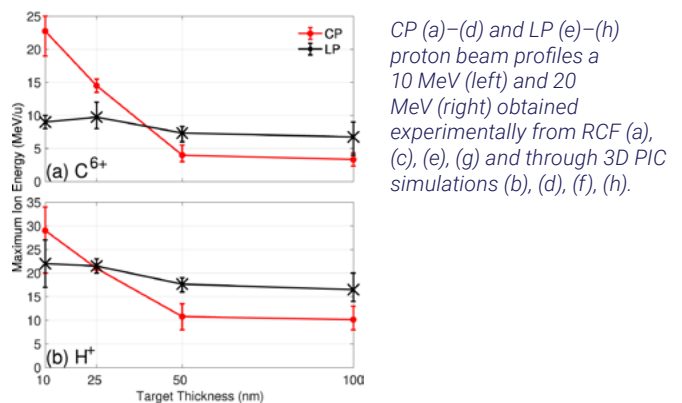 Maximum Ion Energy (MeV/u)
25
20
15
10
5
0
CP
LP
(a) C6+
35
30
25
20
15
10
5
0
(b) H+
10
25
50
100
Target Thickness (nm)
CP (a)–(d) and LP (e)–(h)
proton beam profiles a
10 MeV (left) and 20
MeV (right) obtained
experimentally from RCF (a),
(c), (e), (g) and through 3D PIC
simulations (b), (d), (f), (h).